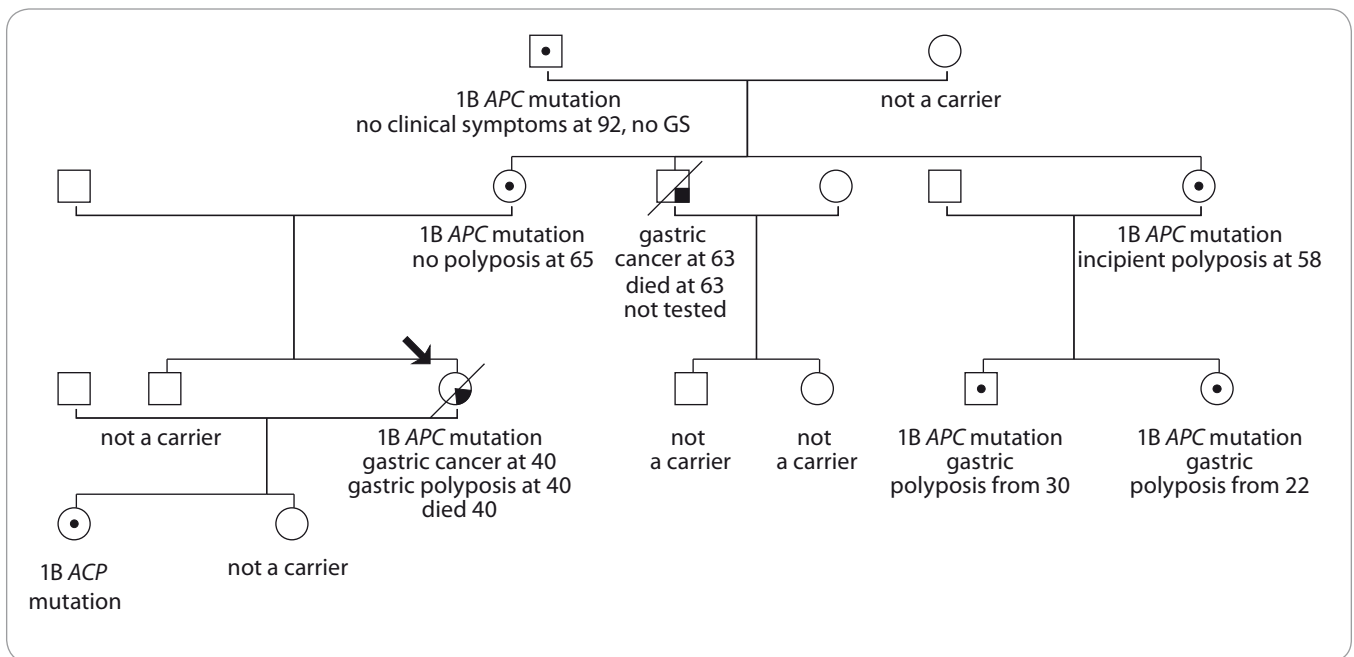 1B APC mutation
no clinical symptoms at 92, no GS
not a carrier
1B APC mutation
no polyposis at 65
gastric
cancer at 63
died at 63
not tested
1B APC mutation
incipient polyposis at 58
not a carrier
1B APC mutation
gastric cancer at 40
gastric polyposis at 40
died 40
not
a carrier
not
a carrier
1B APC mutation
gastric
polyposis from 30
1B APC mutation
gastric
polyposis from 22
1B ACP
mutation
not a carrier